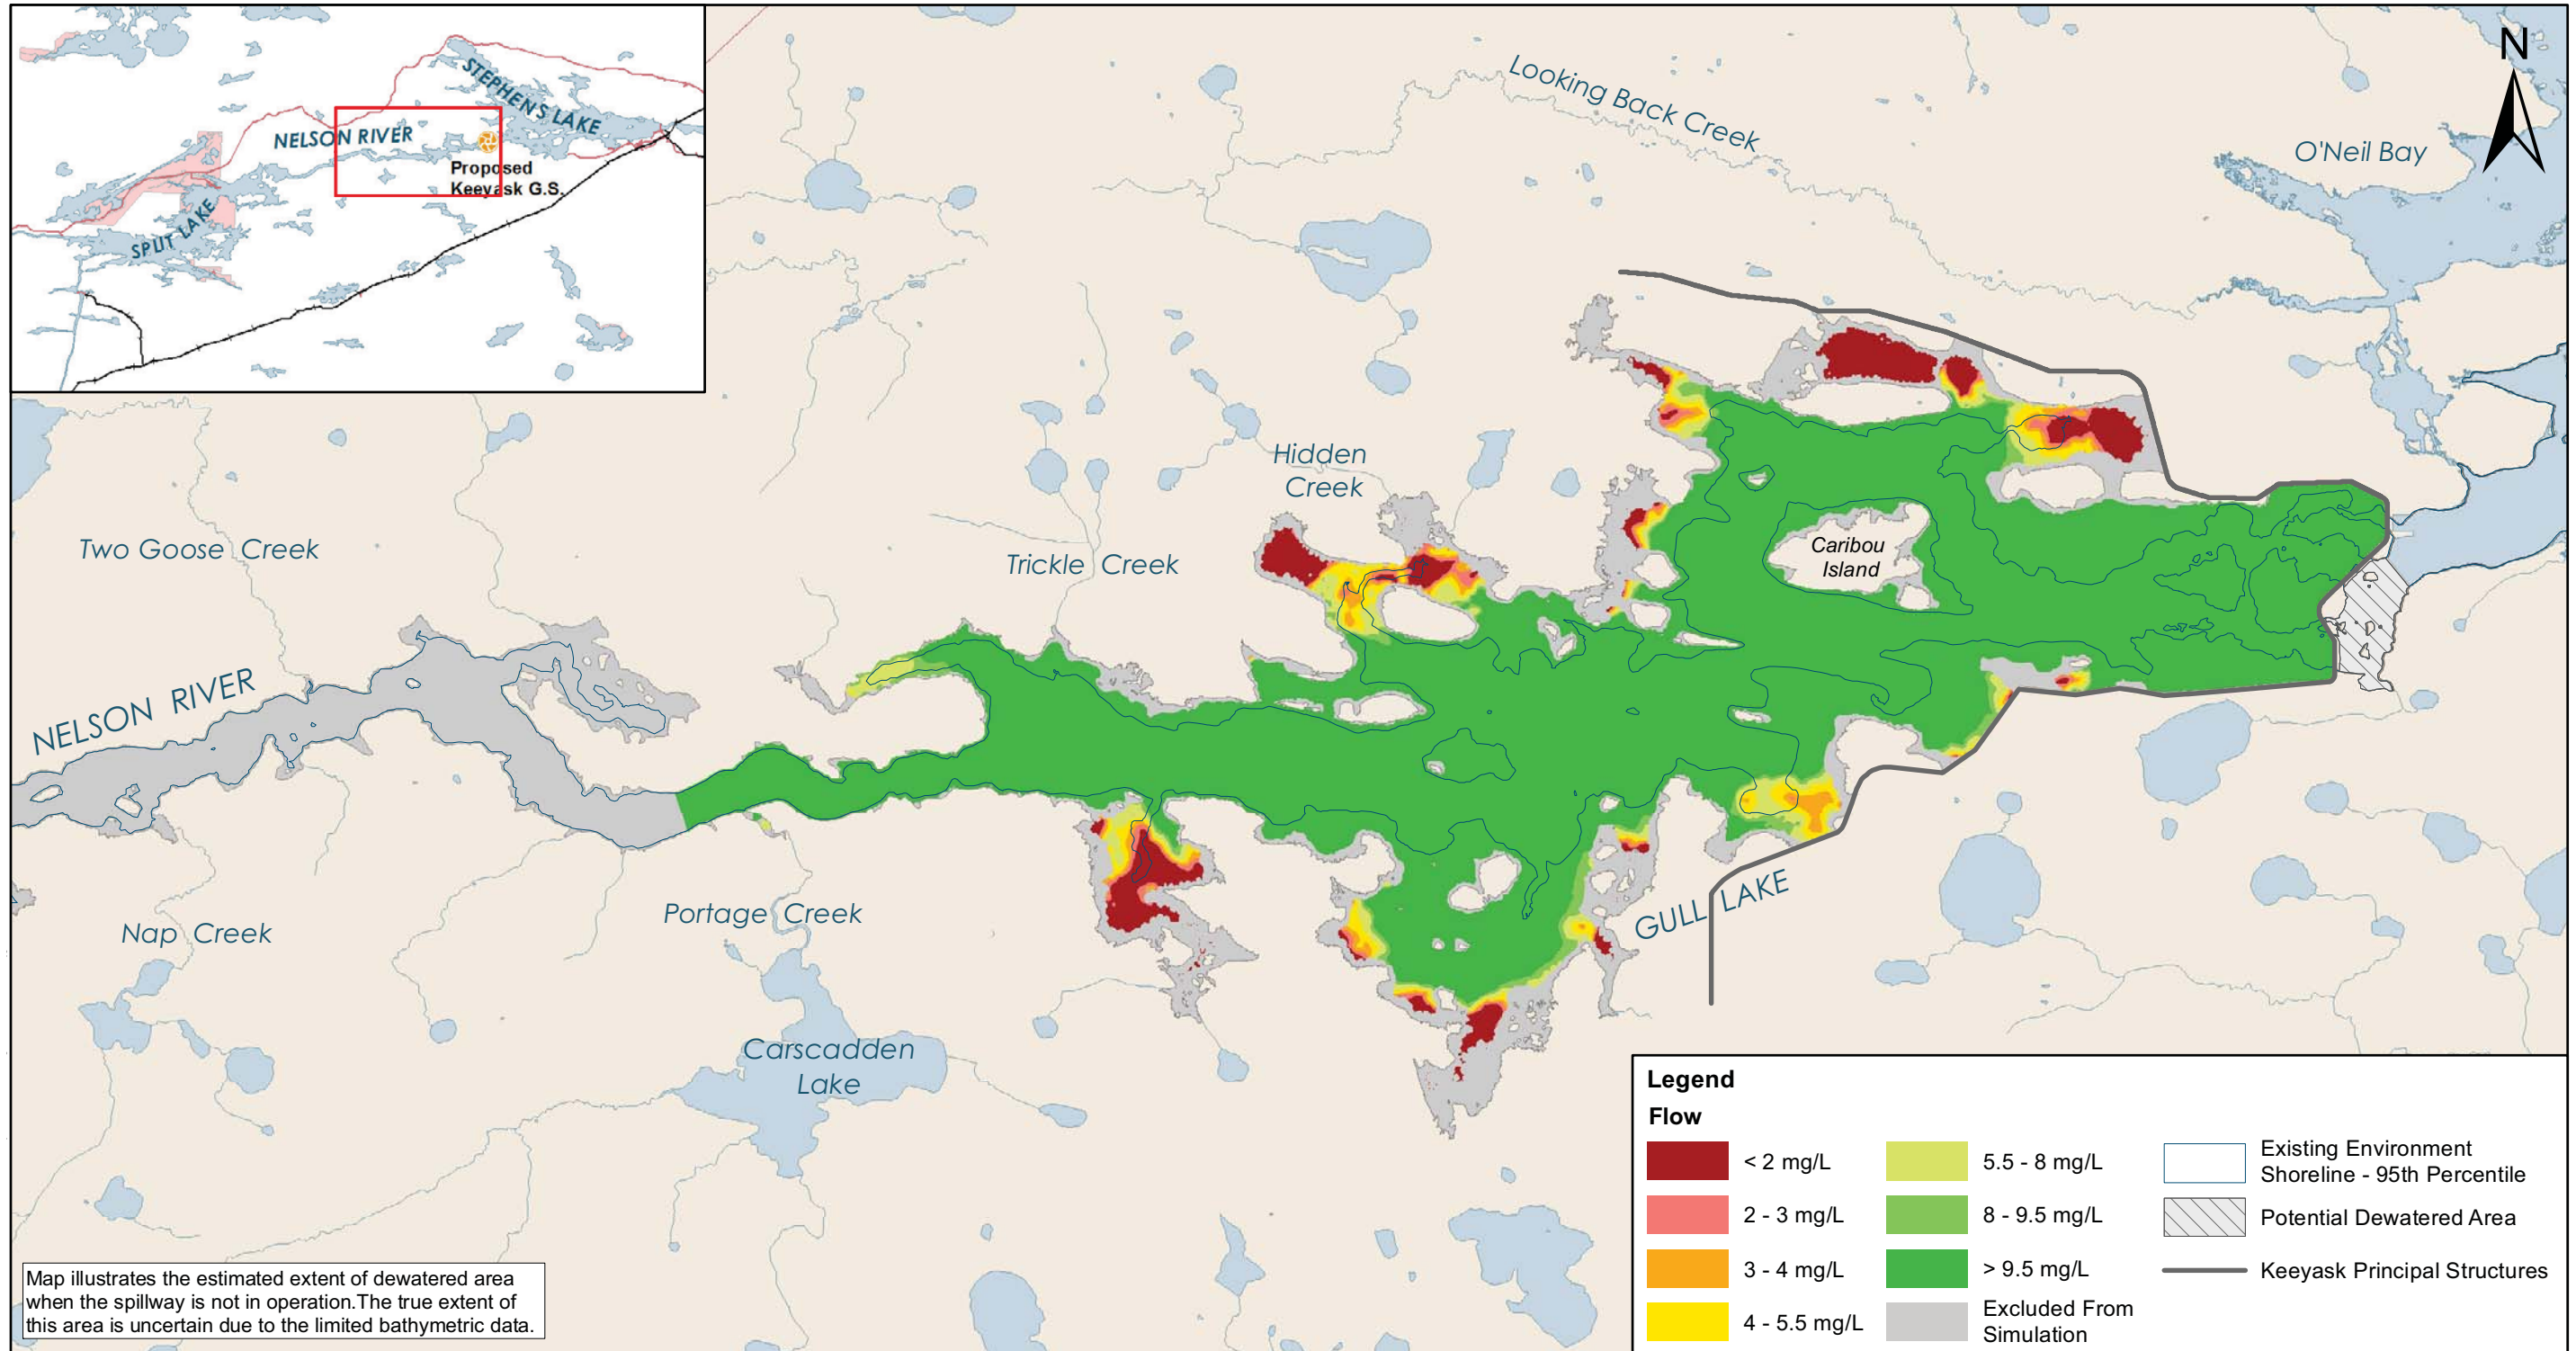 STEPHENS LAKE
NELSON RIVER
Proposed
Keeyask G.S.
SPLIT LAKE
N
Looking Back Creek
O'Neil Bay
Hidden
Creek
Two Goose Creek
Trickle Creek
Caribou
Island
NELSON RIVER
Nap Creek
Portage Creek
GULL LAKE
Carscadden
Lake
Legend
Flow
< 2 mg/L
2 - 3 mg/L
3 - 4 mg/L
4 - 5.5 mg/L
5.5 - 8 mg/L
8 - 9.5 mg/L
> 9.5 mg/L
Excluded From
Simulation
Existing Environment
Shoreline - 95th Percentile
Potential Dewatered Area
Keeyask Principal Structures
Map illustrates the estimated extent of dewatered area
when the spillway is not in operation.The true extent of
this area is uncertain due to the limited bathymetric data.